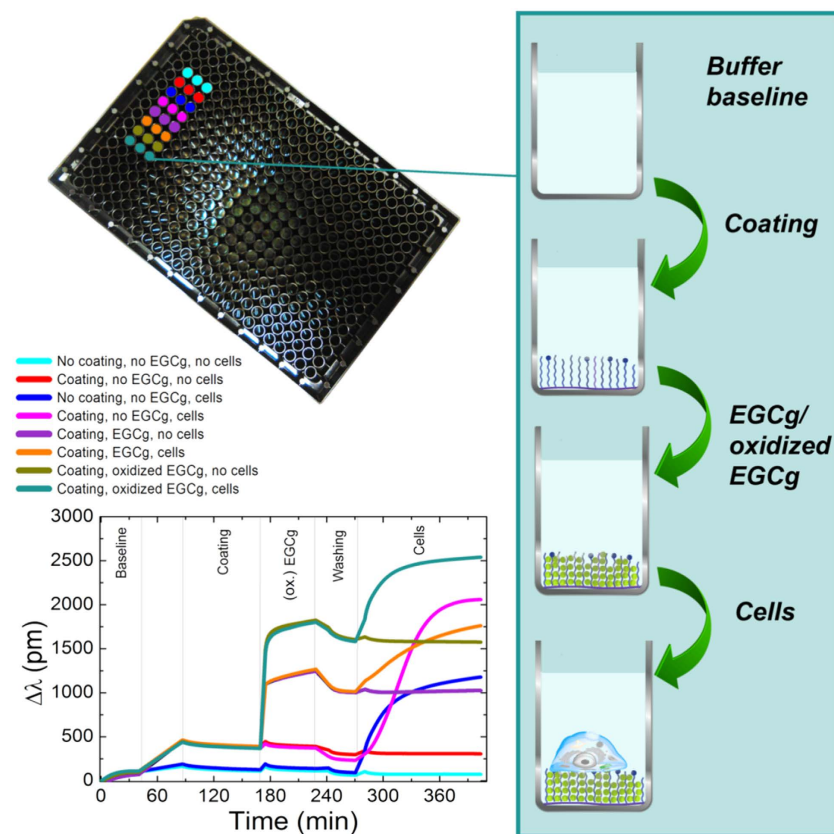 Buffer
baseline
Coating
EGCg/
oxidized
EGCg
Cells
No coating, no EGCg, no cells
Coating, no EGCg, no cells
No coating, no EGCg, cells
Coating, no EGCg, cells
Coating, EGCg, no cells
Coating, EGCg, cells
Coating, oxidized EGCg, no cells
Coating, oxidized EGCg, cells
3000
2500
2000
1500
1000
500
0
Δλ (pm)
Baseline
Coating
(ox.) EGCg
Washing
Cells
0 60 120 180 240 300 360
Time (min)